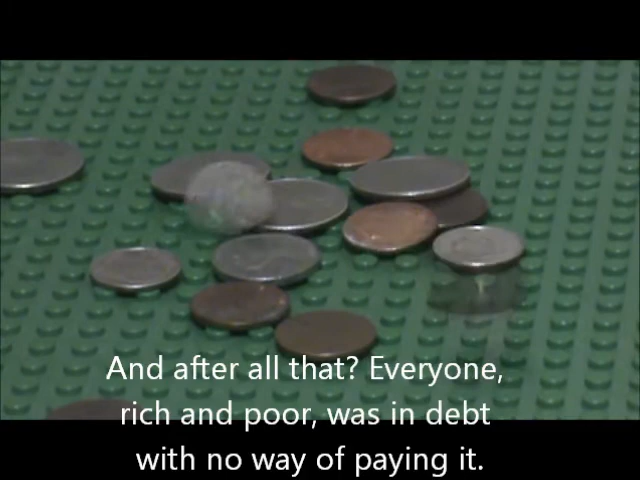 And after all that? Everyone,
rich and poor, was in debt
with no way of paying it.